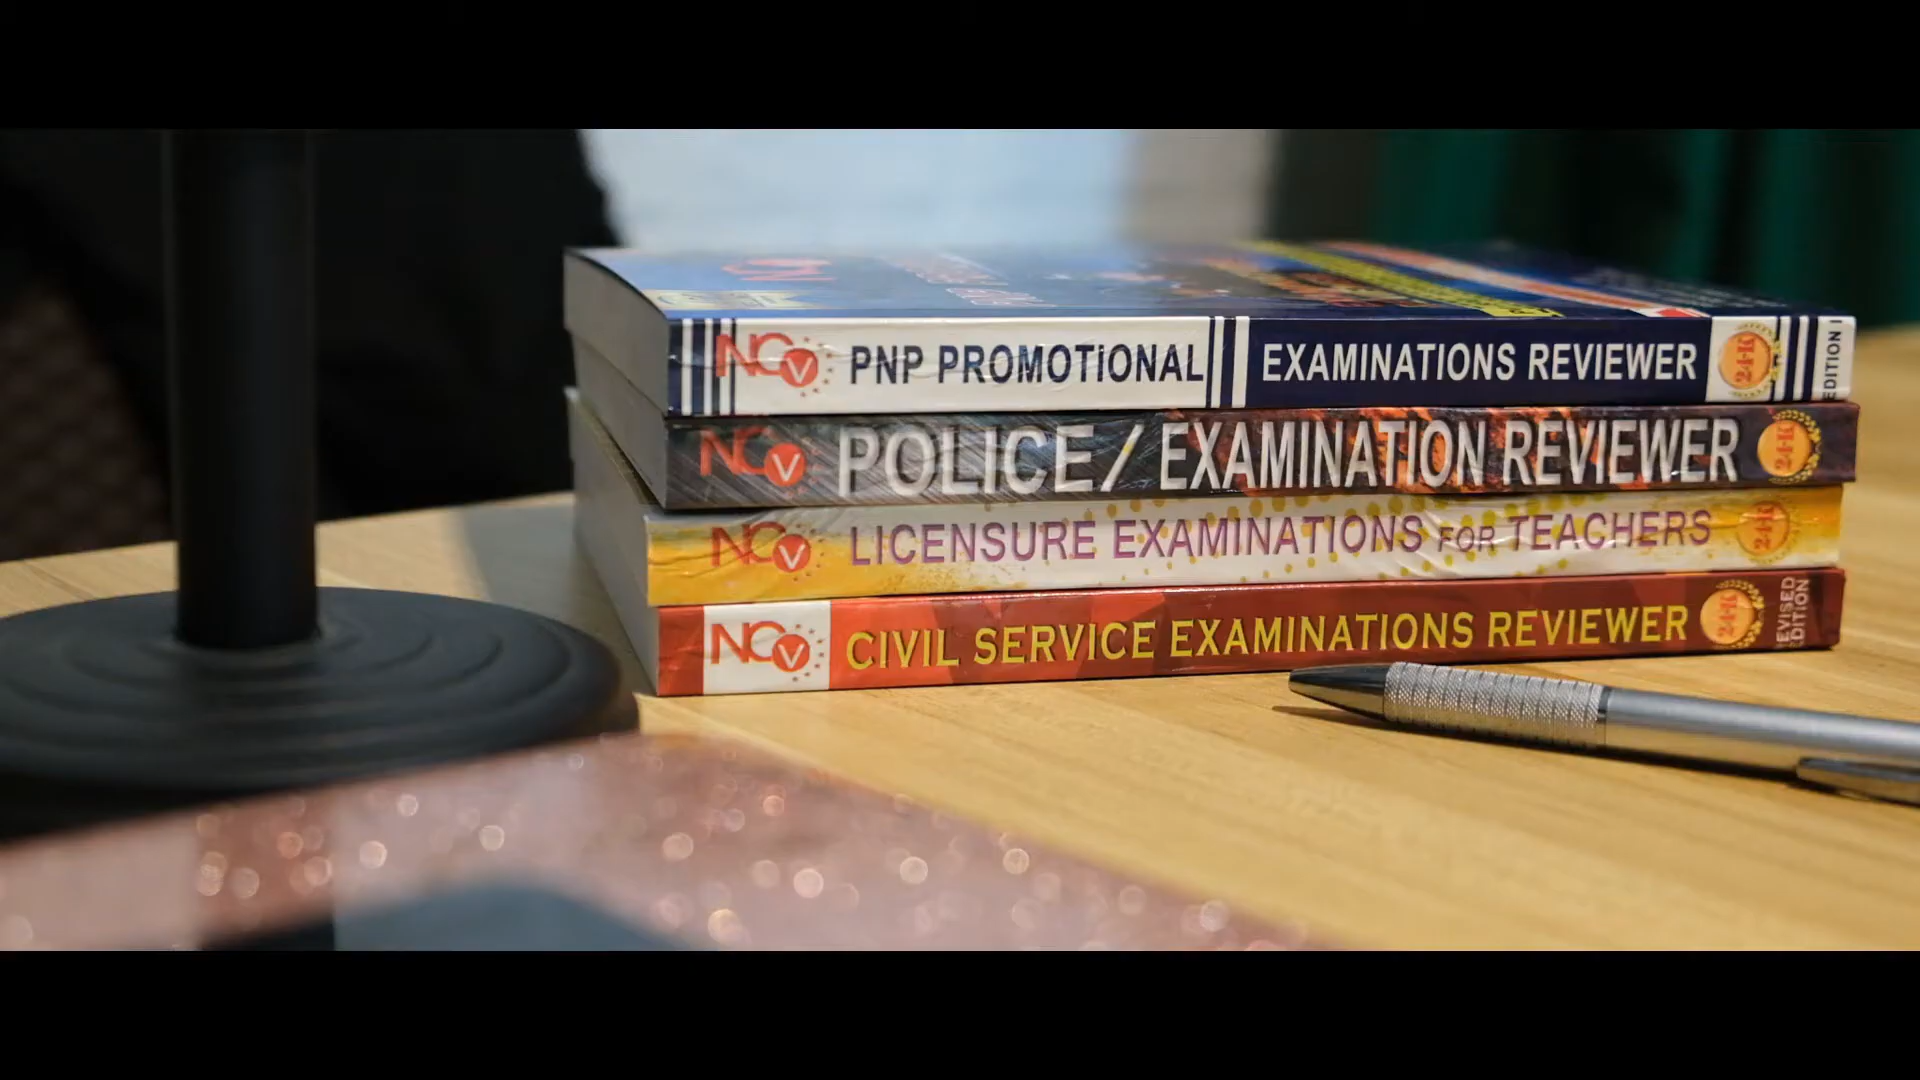 NCv PNP PROMOTIONAL EXAMINATIONS REVIEWER 24-K EDITION
NCv POLICE/ EXAMINATION REVIEWER 24-K
NCv LICENSURE EXAMINATIONS FOR TEACHERS 24-K
NCv CIVIL SERVICE EXAMINATIONS REVIEWER 24-K REVISED EDITION